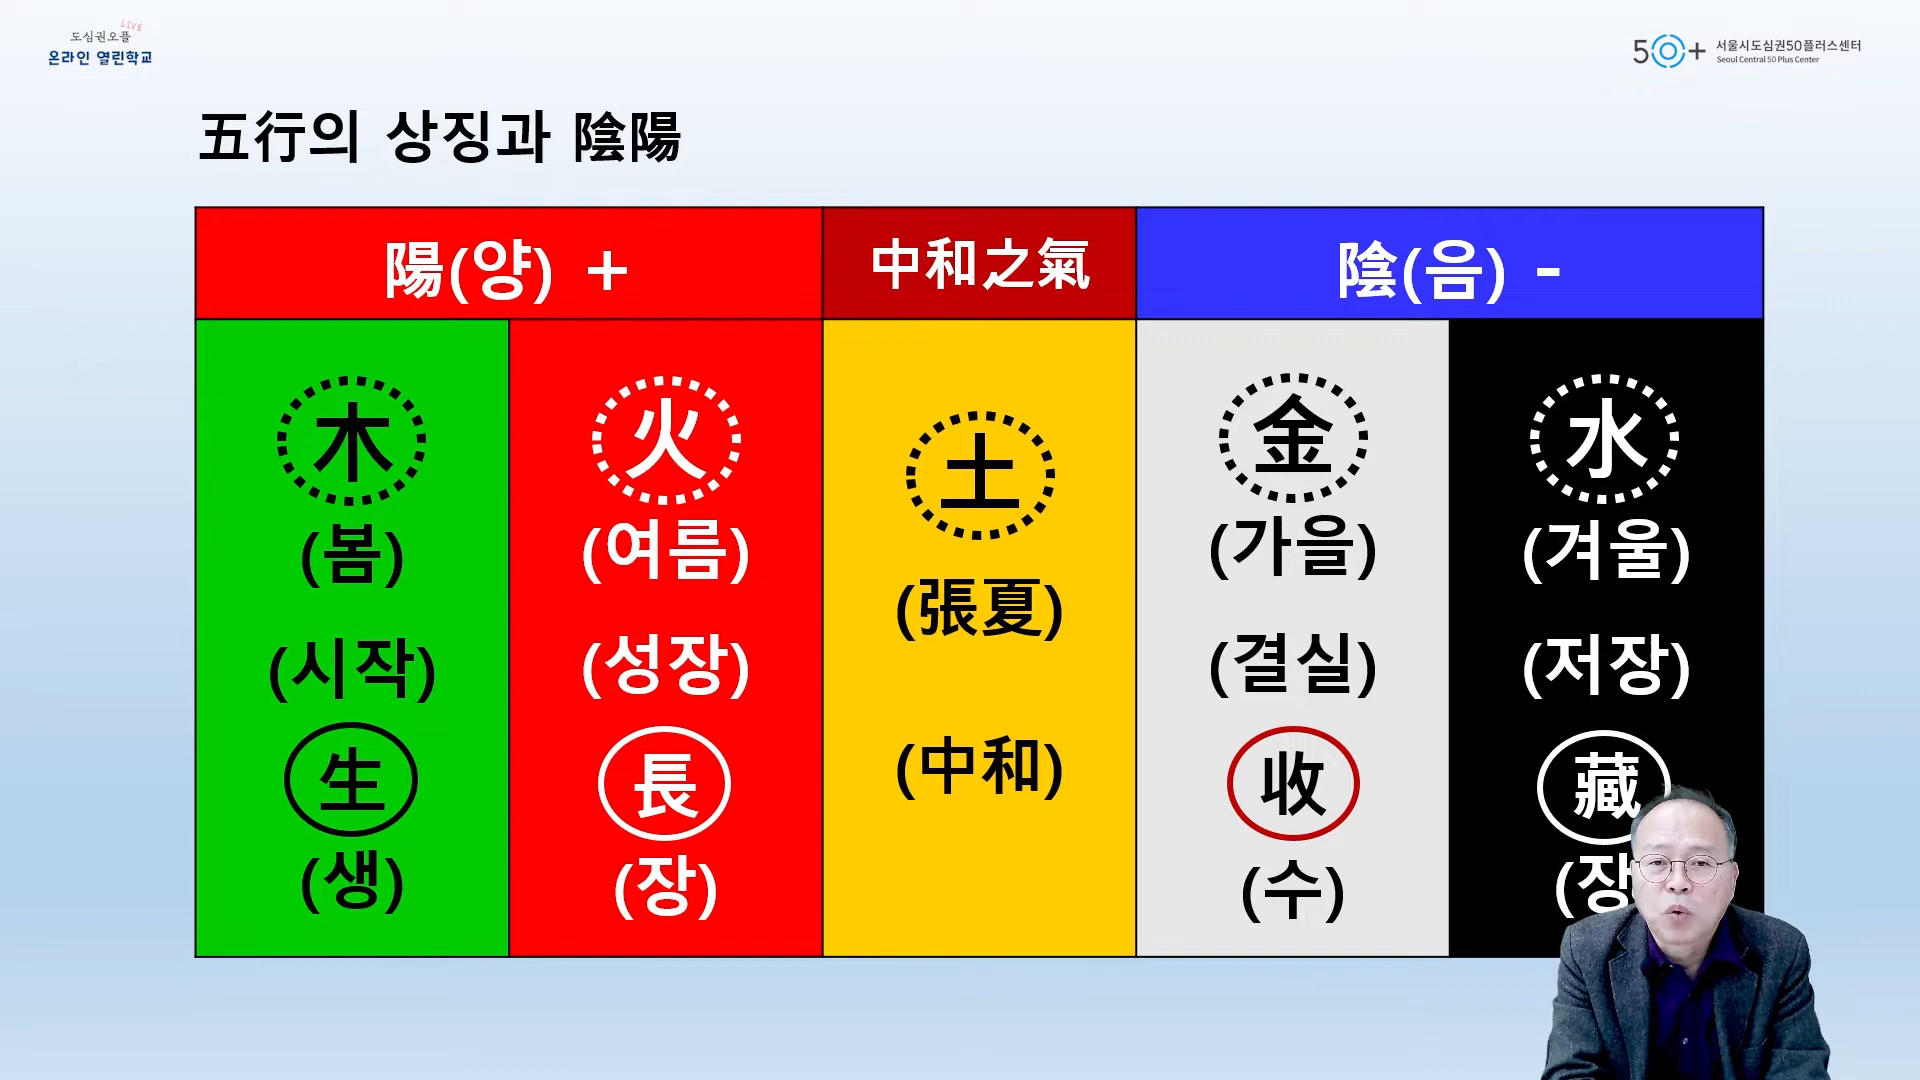 LIVE
도심권오플
온라인 열린학교
50+ 서울시도심권50플러스센터
Seoul Central 50 Plus Center
五行의 상징과 陰陽
陽(양) +
中和之氣
陰(음) -
木
(봄)
(시작)
生
(생)
火
(여름)
(성장)
長
(장)
土
(張夏)
(中和)
金
(가을)
(결실)
收
(수)
水
(겨울)
(저장)
藏
(장